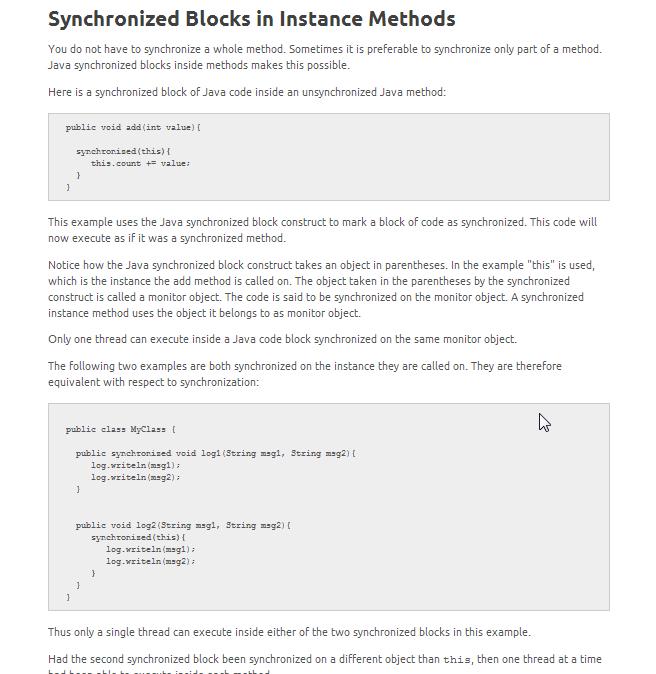 Synchronized Blocks in Instance Methods
You do not have to synchronize a whole method. Sometimes it is preferable to synchronize only part of a method.
Java synchronized blocks inside methods makes this possible.
Here is a synchronized block of Java code inside an unsynchronized Java method:
public void add(int value){
synchronized(this){
this.count += value;
}
}
This example uses the Java synchronized block construct to mark a block of code as synchronized. This code will
now execute as if it was a synchronized method.
Notice how the Java synchronized block construct takes an object in parentheses. In the example "this" is used,
which is the instance the add method is called on. The object taken in the parentheses by the synchronized
construct is called a monitor object. The code is said to be synchronized on the monitor object. A synchronized
instance method uses the object it belongs to as monitor object.
Only one thread can execute inside a Java code block synchronized on the same monitor object.
The following two examples are both synchronized on the instance they are called on. They are therefore
equivalent with respect to synchronization:
public class MyClass {
public synchronized void log1(String msg1, String msg2){
log.writeln(msg1);
log.writeln(msg2);
}
public void log2(String msg1, String msg2){
synchronized(this){
log.writeln(msg1);
log.writeln(msg2);
}
}
}
Thus only a single thread can execute inside either of the two synchronized blocks in this example.
Had the second synchronized block been synchronized on a different object than this, then one thread at a time
had been able to execute inside each method.